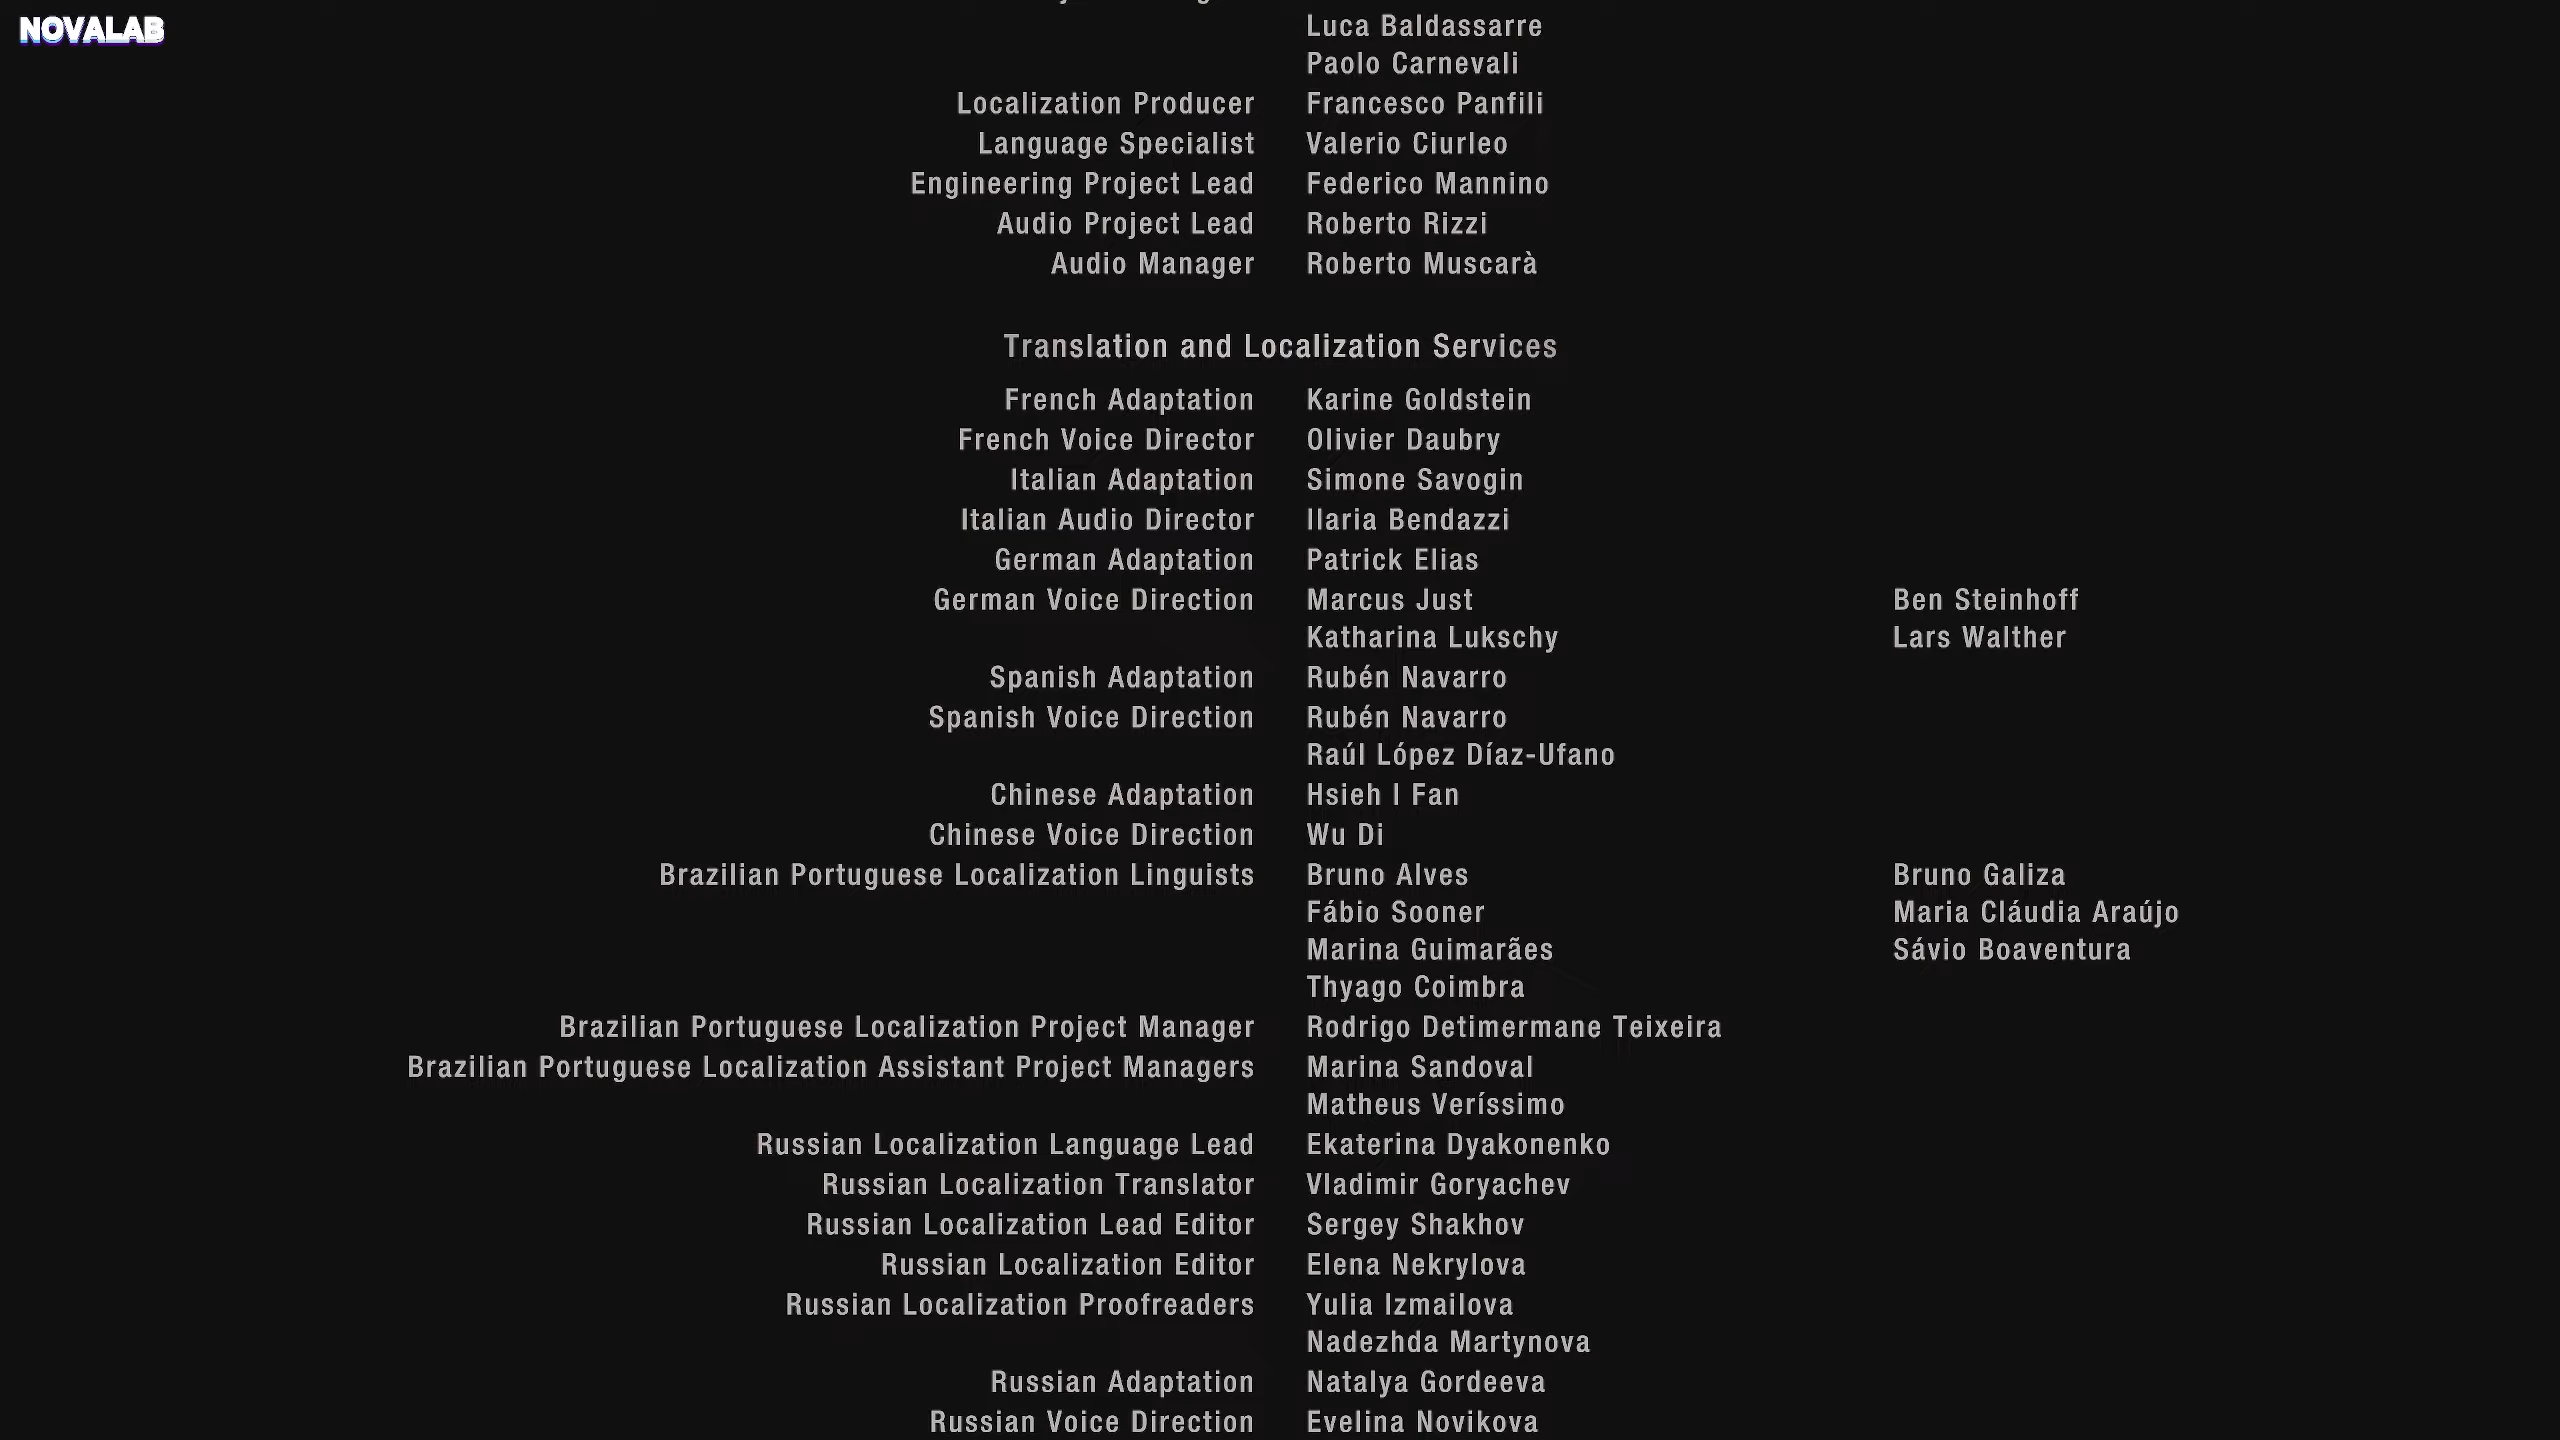 NOVALAB
Luca Baldassarre
Paolo Carnevali
Localization Producer Francesco Panfili
Language Specialist Valerio Ciurleo
Engineering Project Lead Federico Mannino
Audio Project Lead Roberto Rizzi
Audio Manager Roberto Muscarà
Translation and Localization Services
French Adaptation Karine Goldstein
French Voice Director Olivier Daubry
Italian Adaptation Simone Savogin
Italian Audio Director Ilaria Bendazzi
German Adaptation Patrick Elias
German Voice Direction Marcus Just Ben Steinhoff
Katharina Lukschy Lars Walther
Spanish Adaptation Rubén Navarro
Spanish Voice Direction Rubén Navarro
Raúl López Díaz-Ufano
Chinese Adaptation Hsieh I Fan
Chinese Voice Direction Wu Di
Brazilian Portuguese Localization Linguists Bruno Alves Bruno Galiza
Fábio Sooner Maria Cláudia Araújo
Marina Guimarães Sávio Boaventura
Thyago Coimbra
Brazilian Portuguese Localization Project Manager Rodrigo Detimermane Teixeira
Brazilian Portuguese Localization Assistant Project Managers Marina Sandoval
Matheus Veríssimo
Russian Localization Language Lead Ekaterina Dyakonenko
Russian Localization Translator Vladimir Goryachev
Russian Localization Lead Editor Sergey Shakhov
Russian Localization Editor Elena Nekrylova
Russian Localization Proofreaders Yulia Izmailova
Nadezhda Martynova
Russian Adaptation Natalya Gordeeva
Russian Voice Direction Evelina Novikova